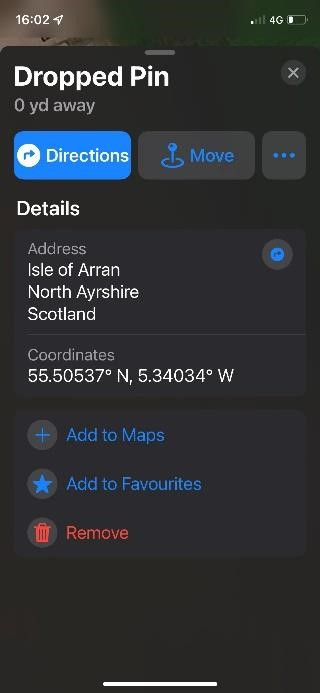 16:02 4G
Dropped Pin
0 yd away
Directions Move
Details
Address
Isle of Arran
North Ayrshire
Scotland
Coordinates
55.50537° N, 5.34034° W
Add to Maps
Add to Favourites
Remove